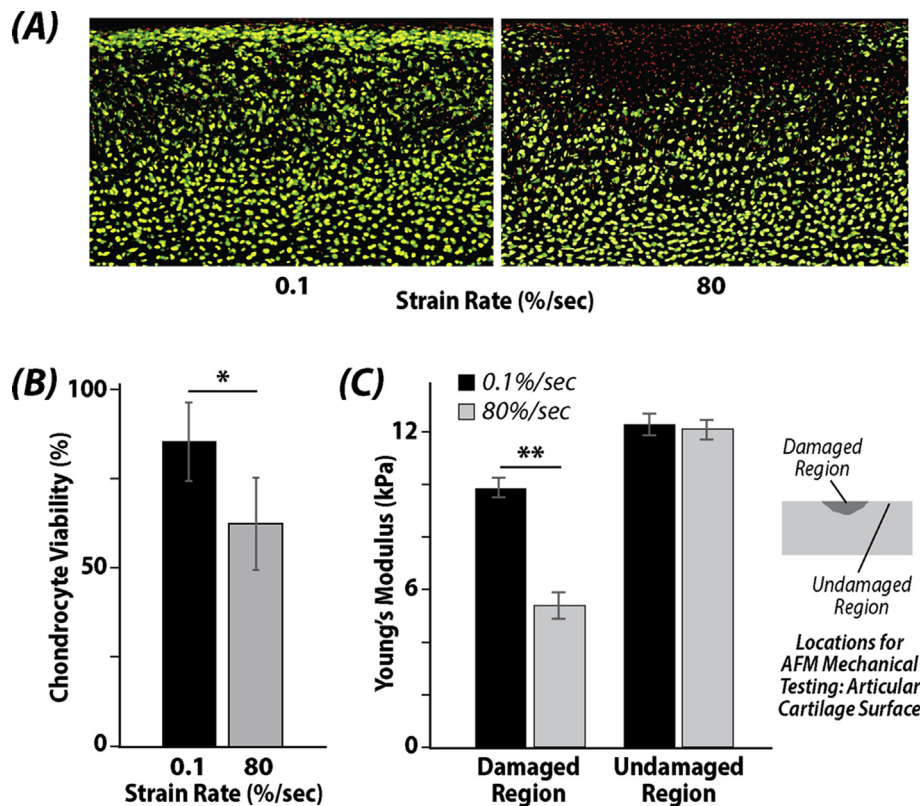 (A)
0.1
80
Strain Rate (%/sec)
(B)
Chondrocyte Viability (%)
100
50
0
*
0.1
80
Strain Rate (%/sec)
(C)
0.1%/sec
80%/sec
Young's Modulus (kPa)
12
6
0
**
Damaged
Region
Undamaged
Region
Damaged
Region
Undamaged
Region
Locations for
AFM Mechanical
Testing: Articular
Cartilage Surface